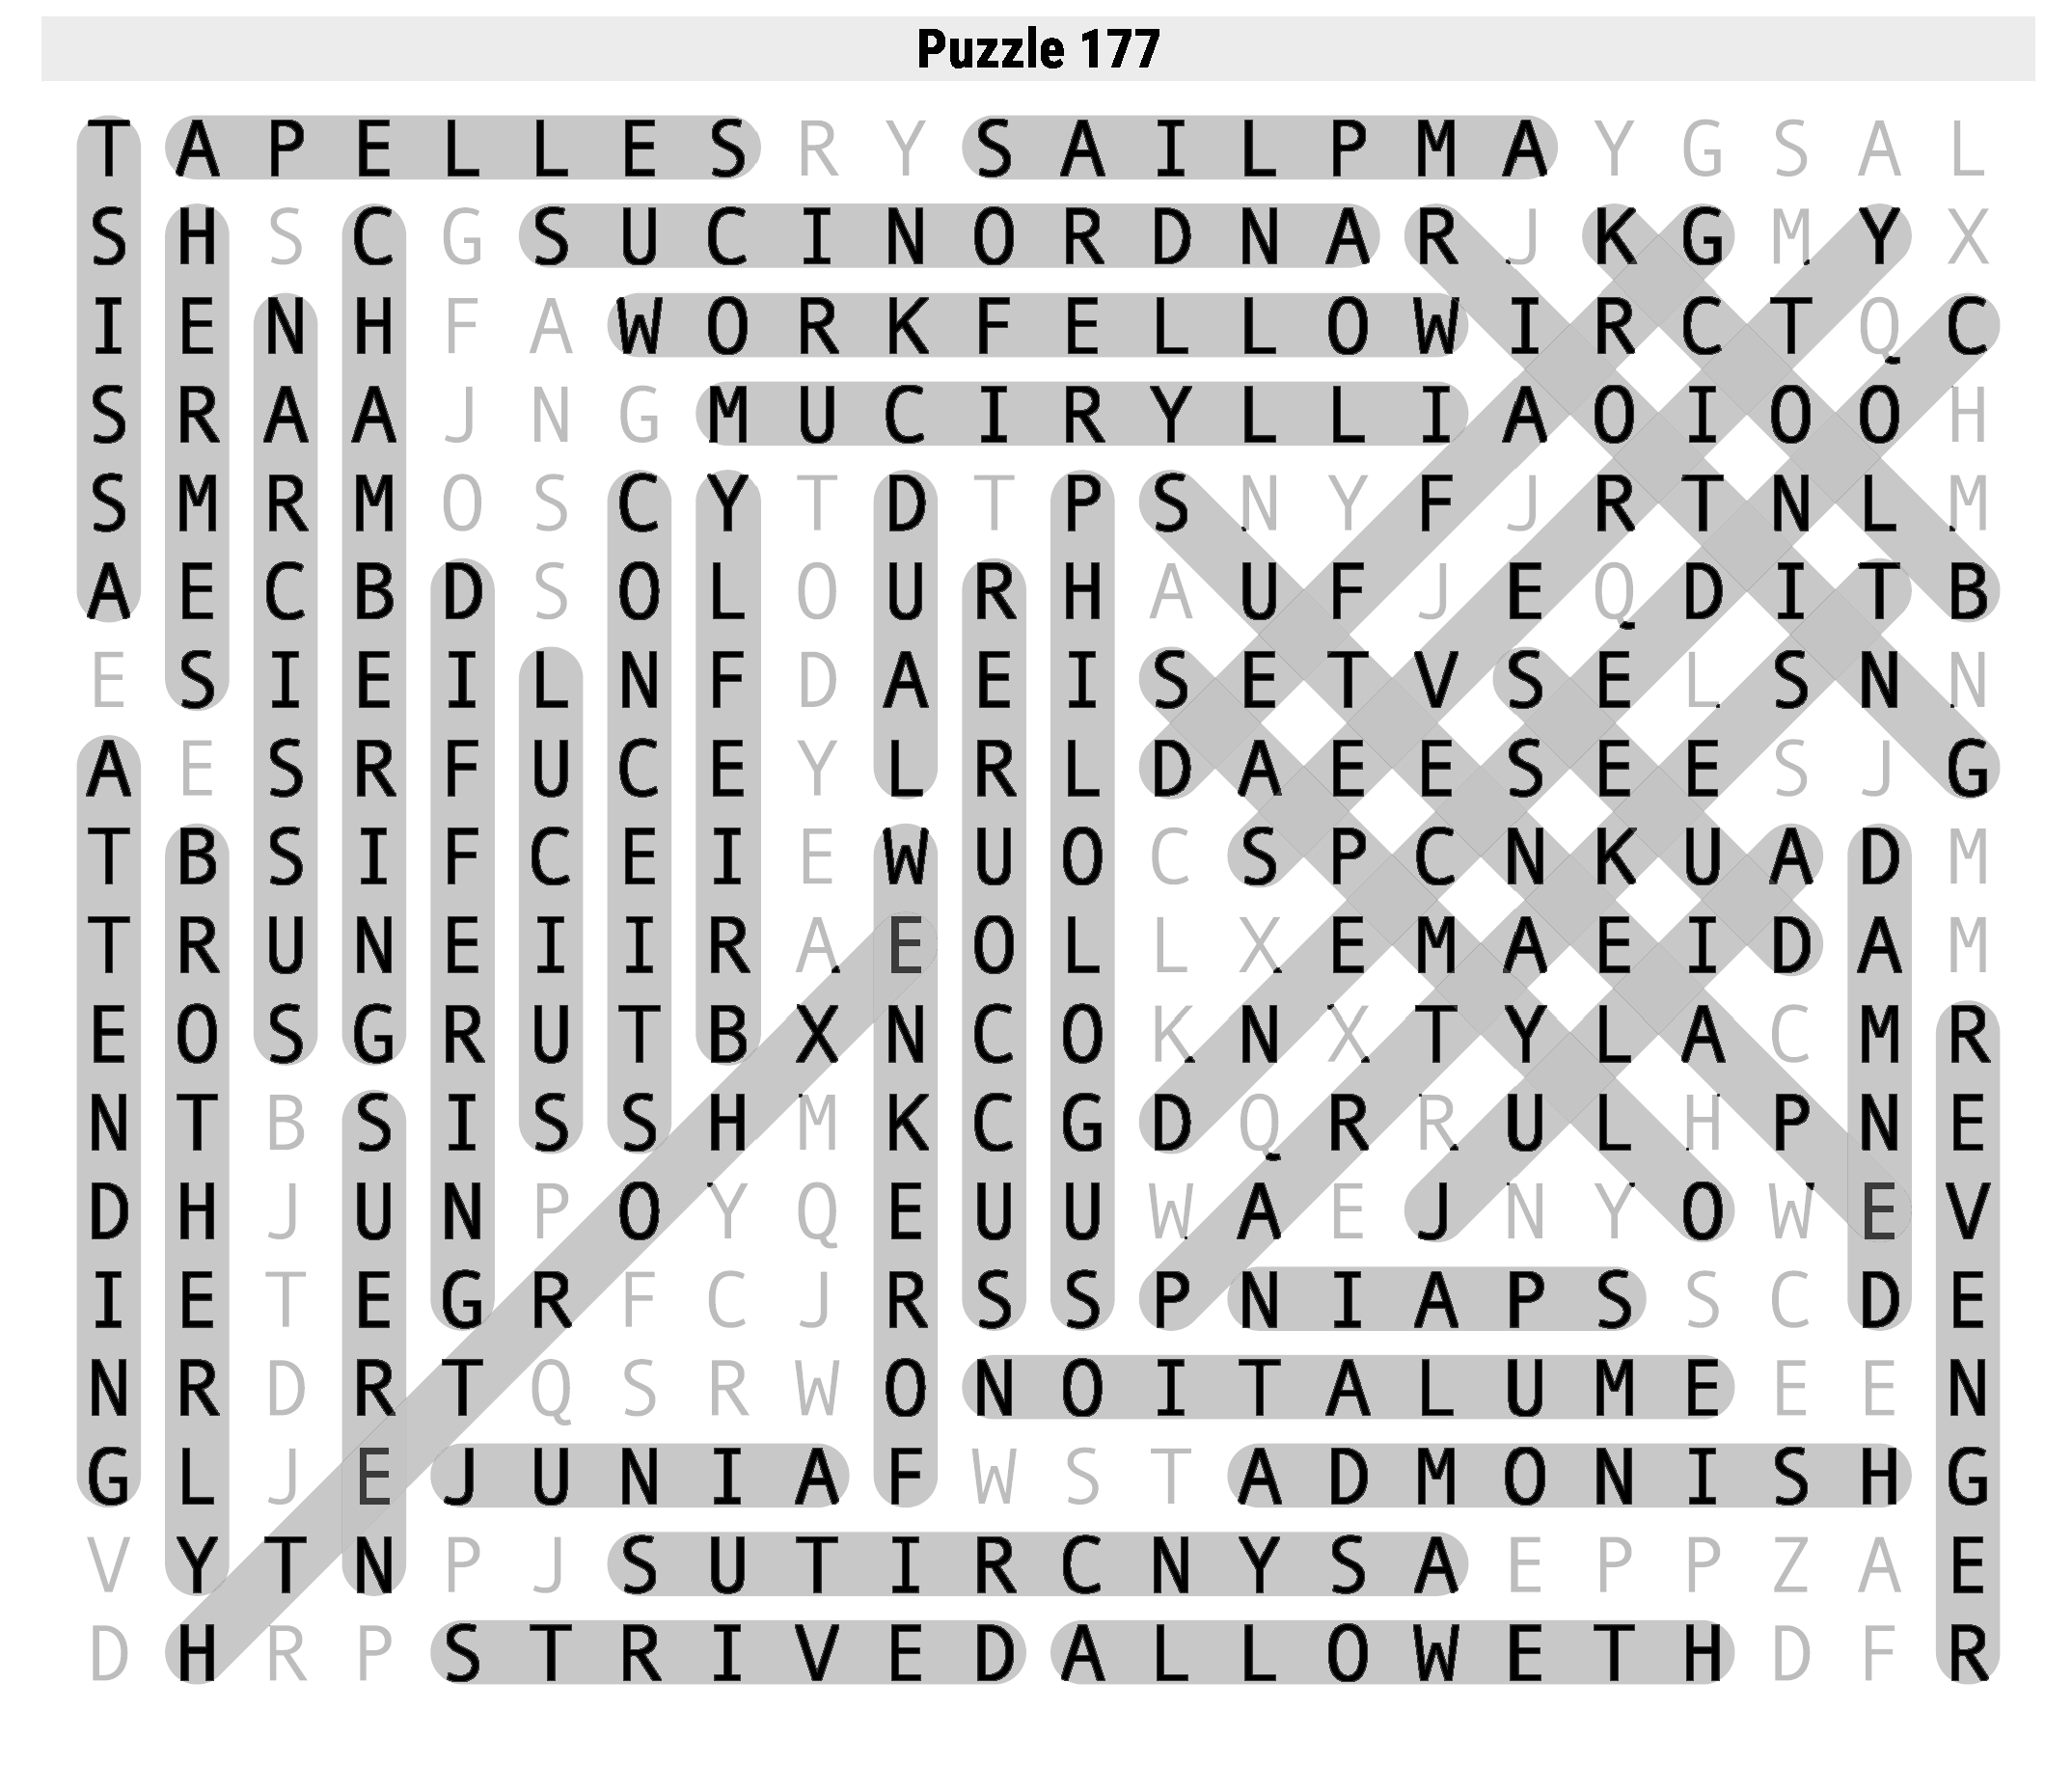 Puzzle 177
T A P E L L E S R Y S A I L P M A Y G S A L
S H S C G S U C I N O R D N A R J K G M Y X
I E N H F A W O R K F E L L O W I R C T Q C
S R A A J N G M U C I R Y L L I A O I O O H
S M R M O S C Y T D T P S N Y F J R T N L M
A E C B D S O L O U R H A U F J E Q D I T B
E S I E I L N F D A E I S E T V S E L S N N
A E S R F U C E Y L R L D A E E S E E S J G
T B S I F C E I E W U O C S P C N K U A D M
T R U N E I I R A E O L L X E M A E I D A M
E O S G R U T B X N C O K N X T Y L A C M R
N T B S I S S H M K C G D Q R R U L H P N E
D H J U N P O Y Q E U U W A E J N Y O W E V
I E T E G R F C J R S S P N I A P S S C D E
N R D R T Q S R W O N O I T A L U M E E E N
G L J E J U N I A F W S T A D M O N I S H G
V Y T N P J S U T I R C N Y S A E P P Z A E
D H R P S T R I V E D A L L O W E T H D F R